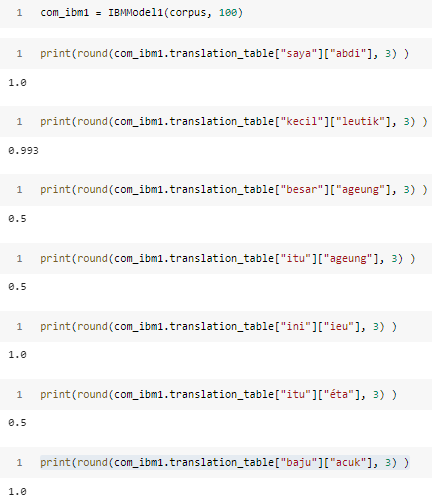 1 com_ibm1 = IBMModel1(corpus, 100)
1 print(round(com_ibm1.translation_table["saya"]["abdi"], 3) )
1.0
1 print(round(com_ibm1.translation_table["kecil"]["leutik"], 3) )
0.993
1 print(round(com_ibm1.translation_table["besar"]["ageung"], 3) )
0.5
1 print(round(com_ibm1.translation_table["itu"]["ageung"], 3) )
0.5
1 print(round(com_ibm1.translation_table["ini"]["ieu"], 3) )
1.0
1 print(round(com_ibm1.translation_table["itu"]["éta"], 3) )
0.5
1 print(round(com_ibm1.translation_table["baju"]["acuk"], 3) )
1.0